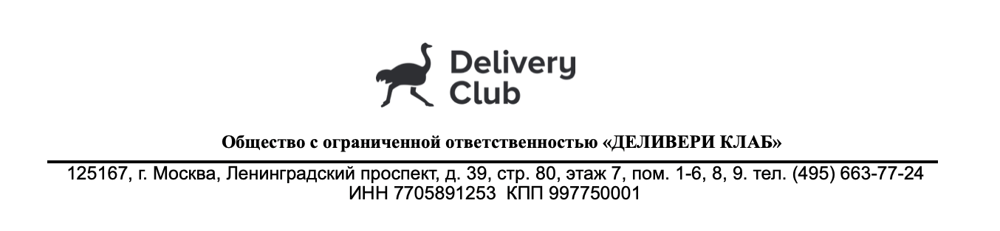 Delivery
Club
Общество с ограниченной ответственностью «ДЕЛИВЕРИ КЛАБ»
125167, г. Москва, Ленинградский проспект, д. 39, стр. 80, этаж 7, пом. 1-6, 8, 9. тел. (495) 663-77-24
ИНН 7705891253 КПП 997750001